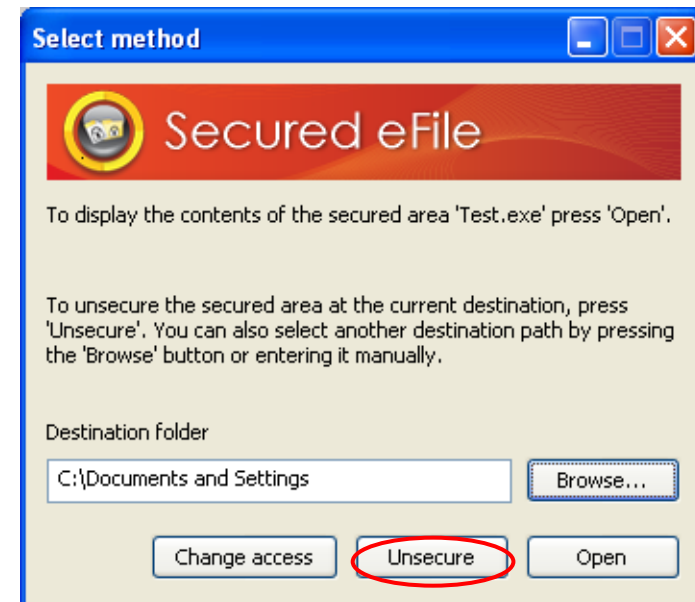 Select method
Secured eFile
To display the contents of the secured area 'Test.exe' press 'Open'.
To unsecure the secured area at the current destination, press
'Unsecure'. You can also select another destination path by pressing
the 'Browse' button or entering it manually.
Destination folder
C:\Documents and Settings
Browse...
Change access
Unsecure
Open